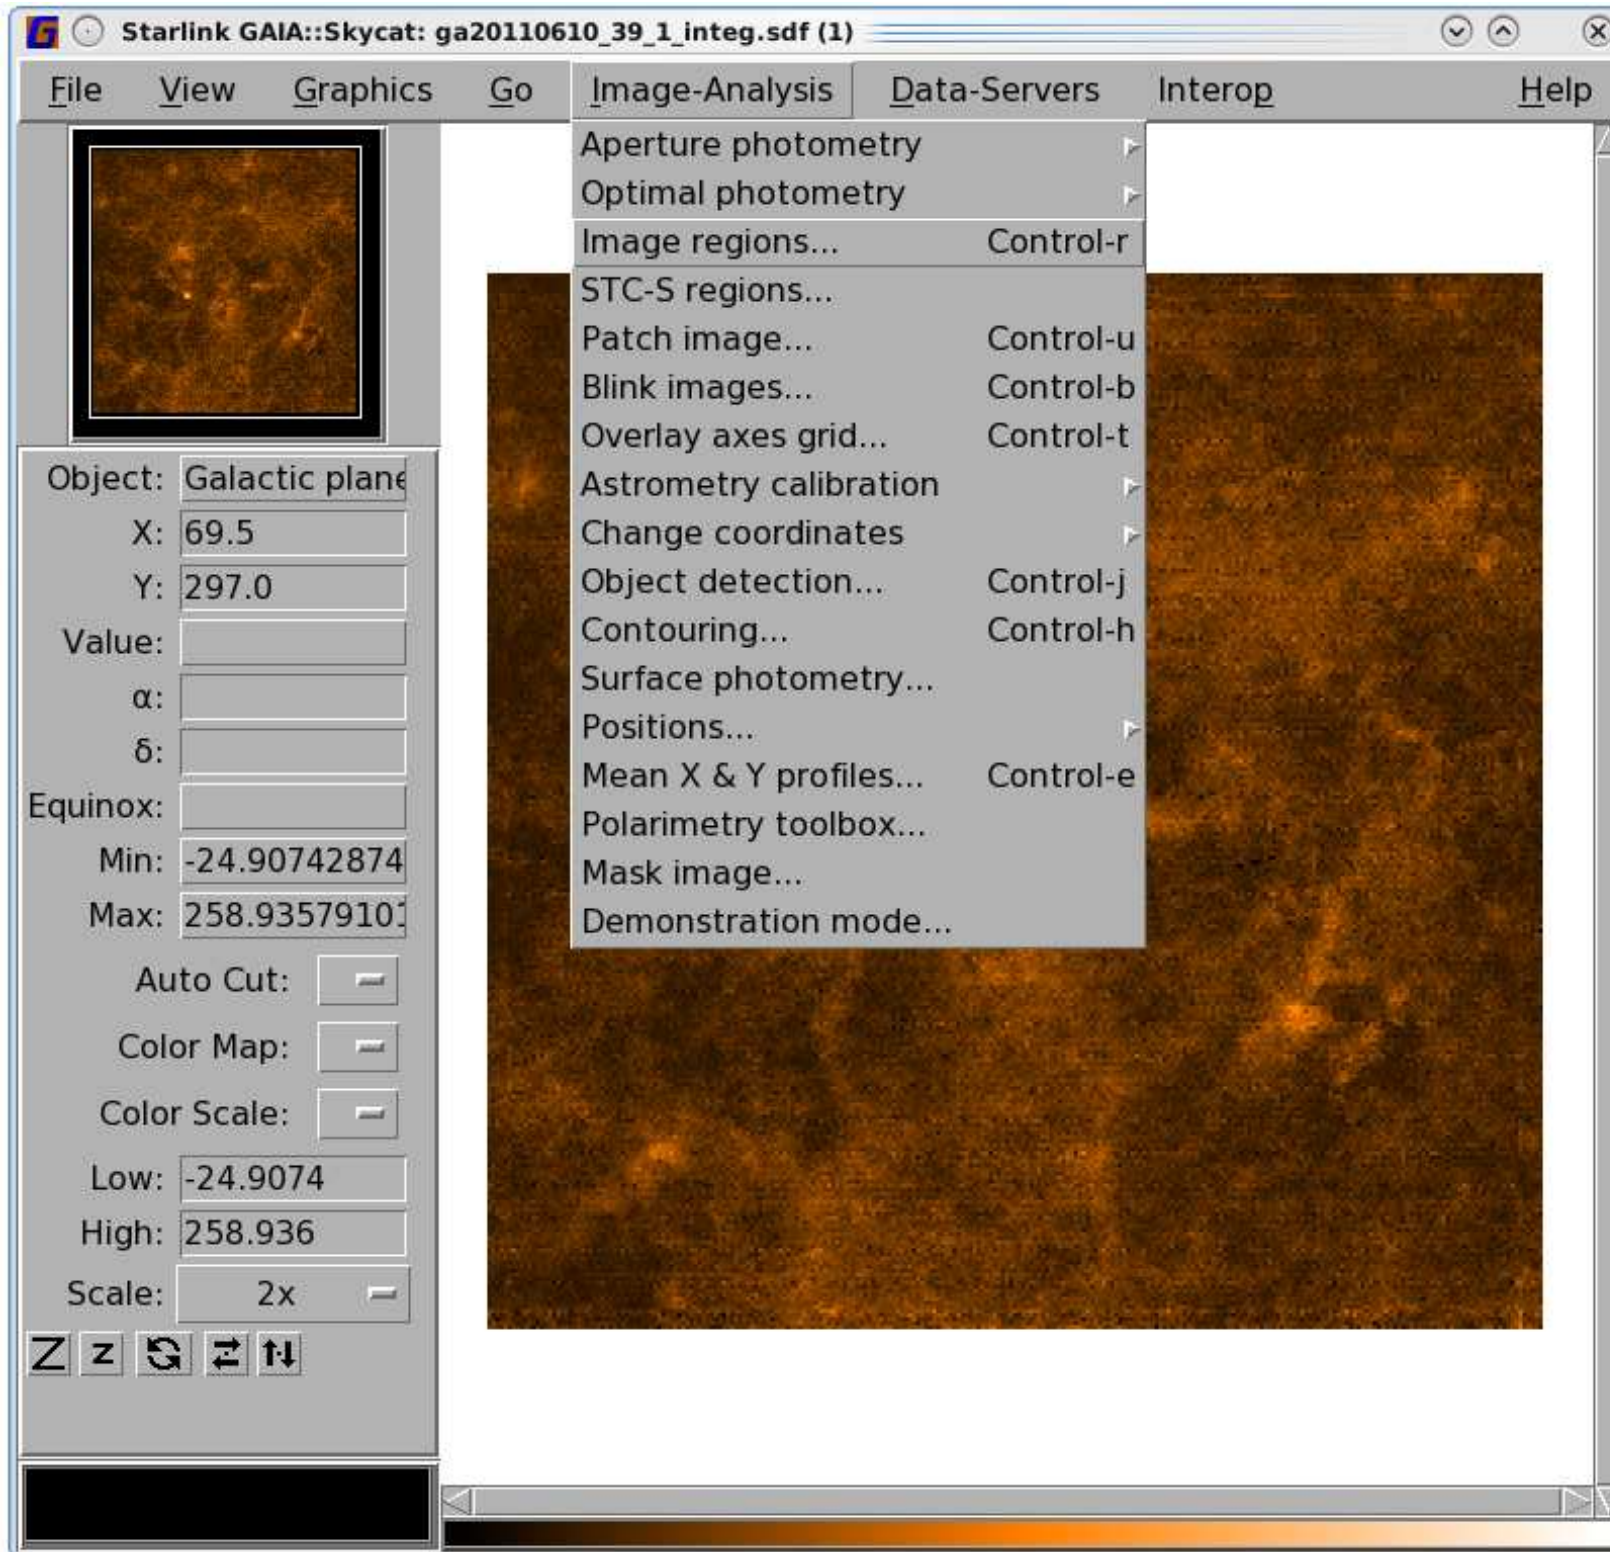 Starlink GAIA::Skycat: ga20110610_39_1_integ.sdf (1)
File View Graphics Go Image-Analysis Data-Servers Interop Help
Aperture photometry
Optimal photometry
Image regions... Control-r
STC-S regions...
Patch image... Control-u
Blink images... Control-b
Overlay axes grid... Control-t
Astrometry calibration
Change coordinates
Object detection... Control-j
Contouring... Control-h
Surface photometry...
Positions...
Mean X & Y profiles... Control-e
Polarimetry toolbox...
Mask image...
Demonstration mode...
Object: Galactic plane
X: 69.5
Y: 297.0
Value:
α:
δ:
Equinox:
Min: -24.90742874
Max: 258.93579101
Auto Cut:
Color Map:
Color Scale:
Low: -24.9074
High: 258.936
Scale: 2x
Z z